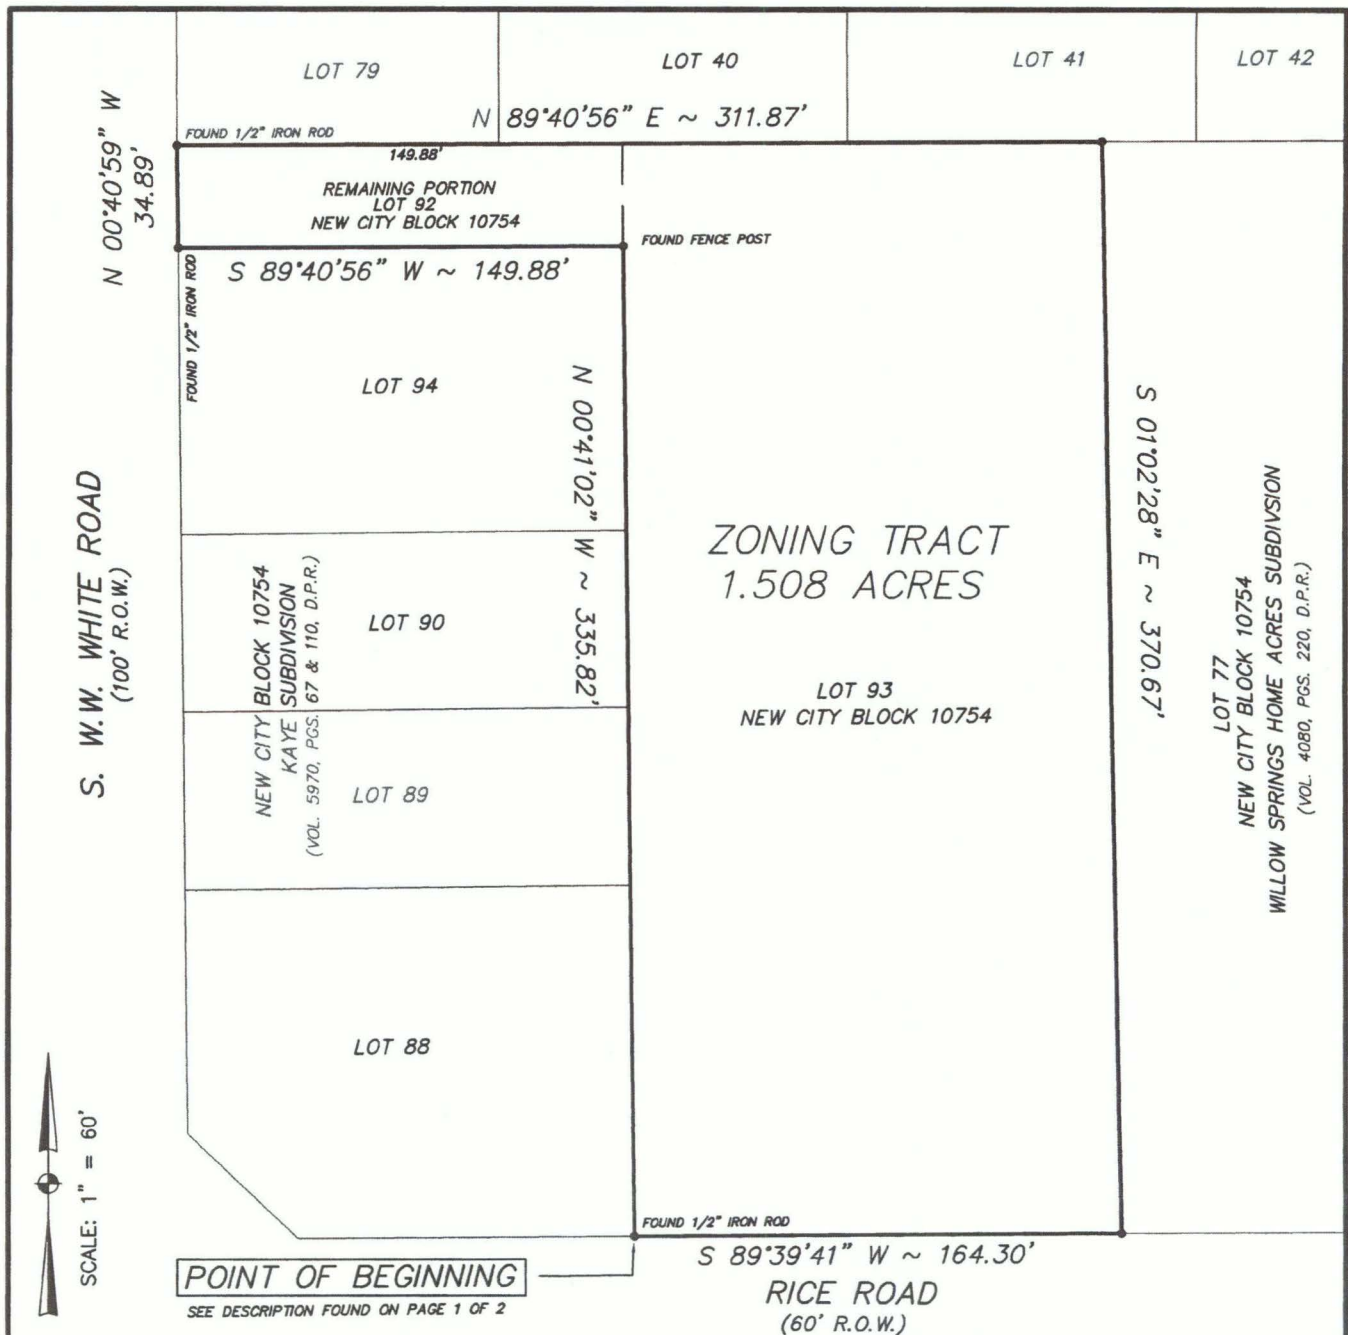 LOT 79
LOT 40
LOT 41
LOT 42
N 89°40'56" E ~ 311.87'
FOUND 1/2" IRON ROD
149.88'
N 00°40'59" W
34.89'
REMAINING PORTION
LOT 92
NEW CITY BLOCK 10754
FOUND FENCE POST
S 89°40'56" W ~ 149.88'
FOUND 1/2" IRON ROD
LOT 94
N 00°41'02" W ~ 335.82'
S 01°02'28" E ~ 370.67'
S. W.W. WHITE ROAD
(100' R.O.W.)
ZONING TRACT
1.508 ACRES
NEW CITY BLOCK 10754
KAYE SUBDIVISION
(VOL. 5970, PGS. 67 & 110, D.P.R.)
LOT 90
LOT 93
NEW CITY BLOCK 10754
LOT 77
NEW CITY BLOCK 10754
WILLOW SPRINGS HOME ACRES SUBDIVSION
(VOL. 4080, PGS. 220, D.P.R.)
LOT 89
LOT 88
SCALE: 1" = 60'
FOUND 1/2" IRON ROD
S 89°39'41" W ~ 164.30'
POINT OF BEGINNING
SEE DESCRIPTION FOUND ON PAGE 1 OF 2
RICE ROAD
(60' R.O.W.)